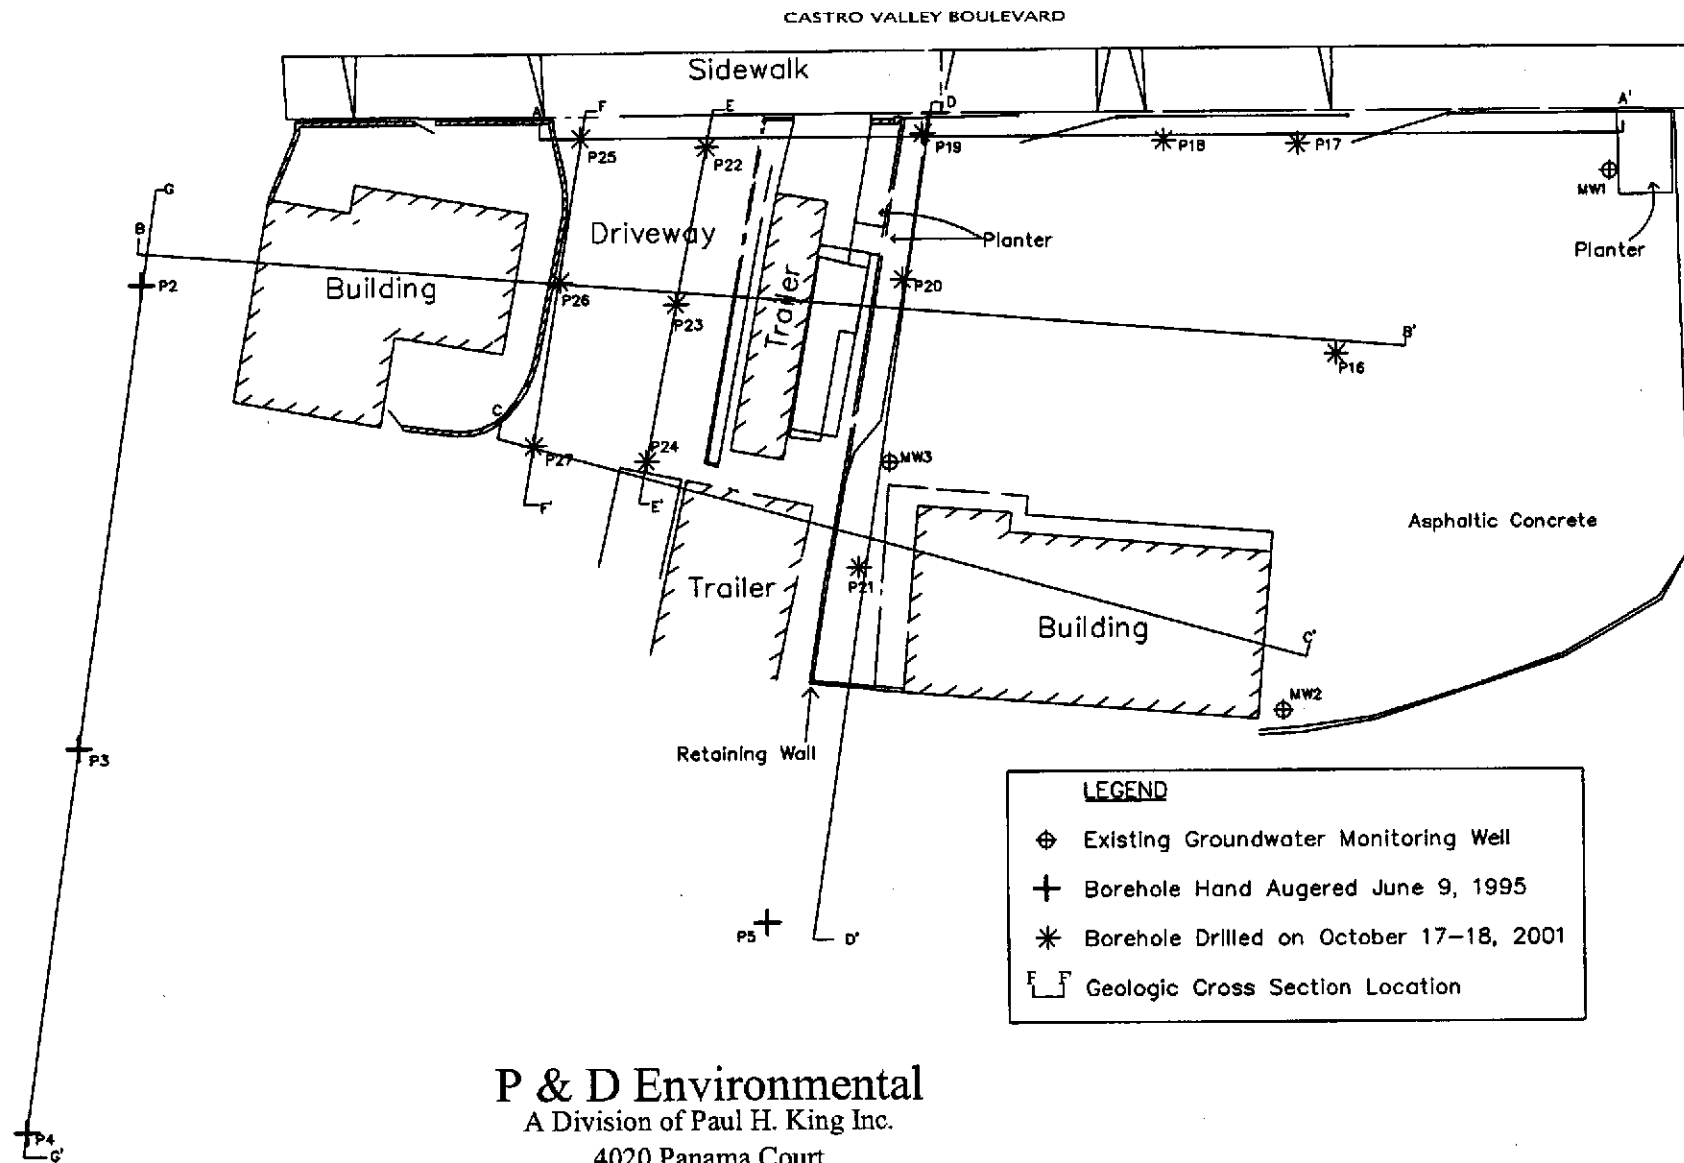 CASTRO VALLEY BOULEVARD
Sidewalk
A
F
E
D
A'
P25
P22
P19
P18
P17
MW1
G
B
Driveway
Planter
Planter
P2
Building
P26
P23
Trailer
P20
B'
P16
C
P27
P24
MW3
F'
E'
Asphaltic Concrete
Trailer
P21
Building
C'
MW2
Retaining Wall
P3
LEGEND
Existing Groundwater Monitoring Well
Borehole Hand Augered June 9, 1995
Borehole Drilled on October 17-18, 2001
F F' Geologic Cross Section Location
P5
D'
P4
G'
P & D Environmental
A Division of Paul H. King Inc.
4020 Panama Court